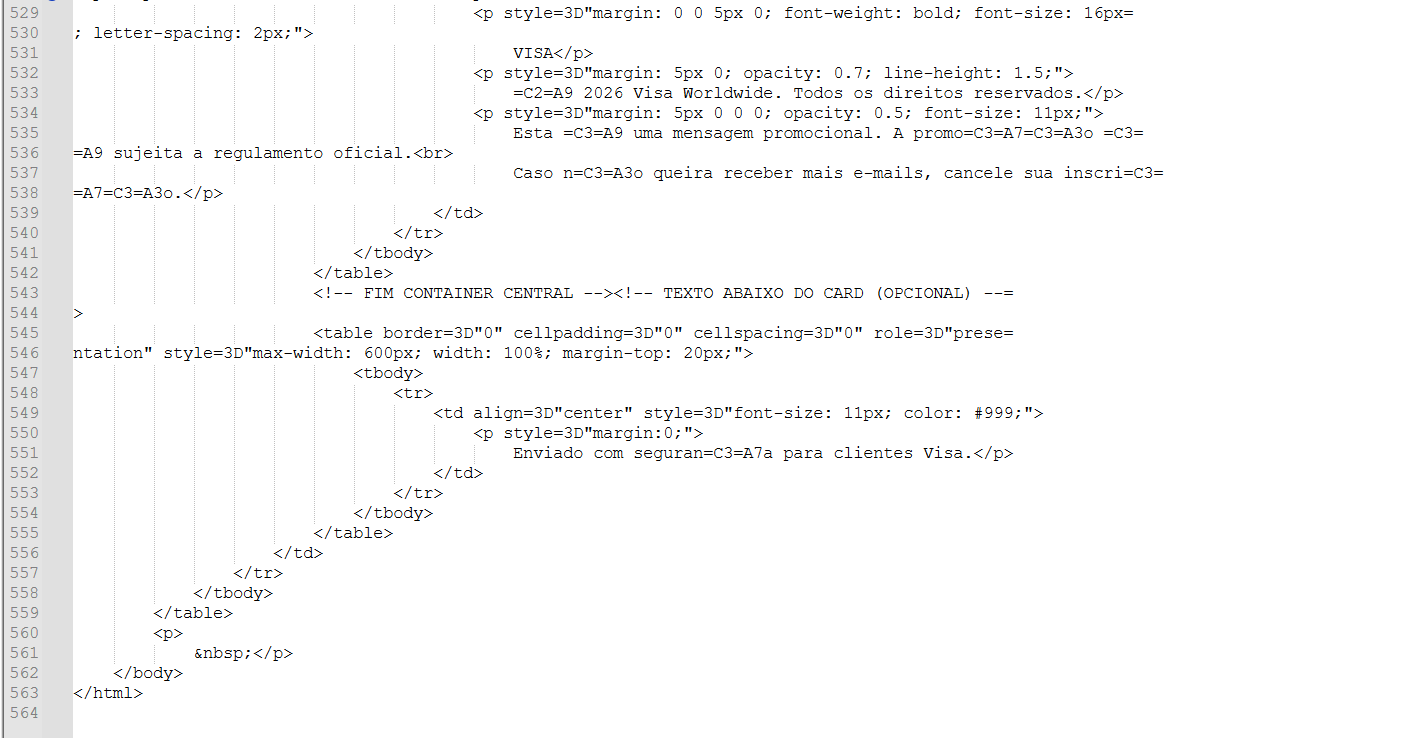 529 <p style=3D"margin: 0 0 5px 0; font-weight: bold; font-size: 16px=
530 ; letter-spacing: 2px;">
531 VISA</p>
532 <p style=3D"margin: 5px 0; opacity: 0.7; line-height: 1.5;">
533 =C2=A9 2026 Visa Worldwide. Todos os direitos reservados.</p>
534 <p style=3D"margin: 5px 0 0 0; opacity: 0.5; font-size: 11px;">
535 Esta =C3=A9 uma mensagem promocional. A promo=C3=A7=C3=A3o =C3=
536 =A9 sujeita a regulamento oficial.<br>
537 Caso n=C3=A3o queira receber mais e-mails, cancele sua inscri=C3=
538 =A7=C3=A3o.</p>
539 </td>
540 </tr>
541 </tbody>
542 </table>
543 <!-- FIM CONTAINER CENTRAL --><!-- TEXTO ABAIXO DO CARD (OPCIONAL) --=
544 >
545 <table border=3D"0" cellpadding=3D"0" cellspacing=3D"0" role=3D"prese=
546 ntation" style=3D"max-width: 600px; width: 100%; margin-top: 20px;">
547 <tbody>
548 <tr>
549 <td align=3D"center" style=3D"font-size: 11px; color: #999;">
550 <p style=3D"margin:0;">
551 Enviado com seguran=C3=A7a para clientes Visa.</p>
552 </td>
553 </tr>
554 </tbody>
555 </table>
556 </td>
557 </tr>
558 </tbody>
559 </table>
560 <p>
561 &nbsp;</p>
562 </body>
563 </html>
564